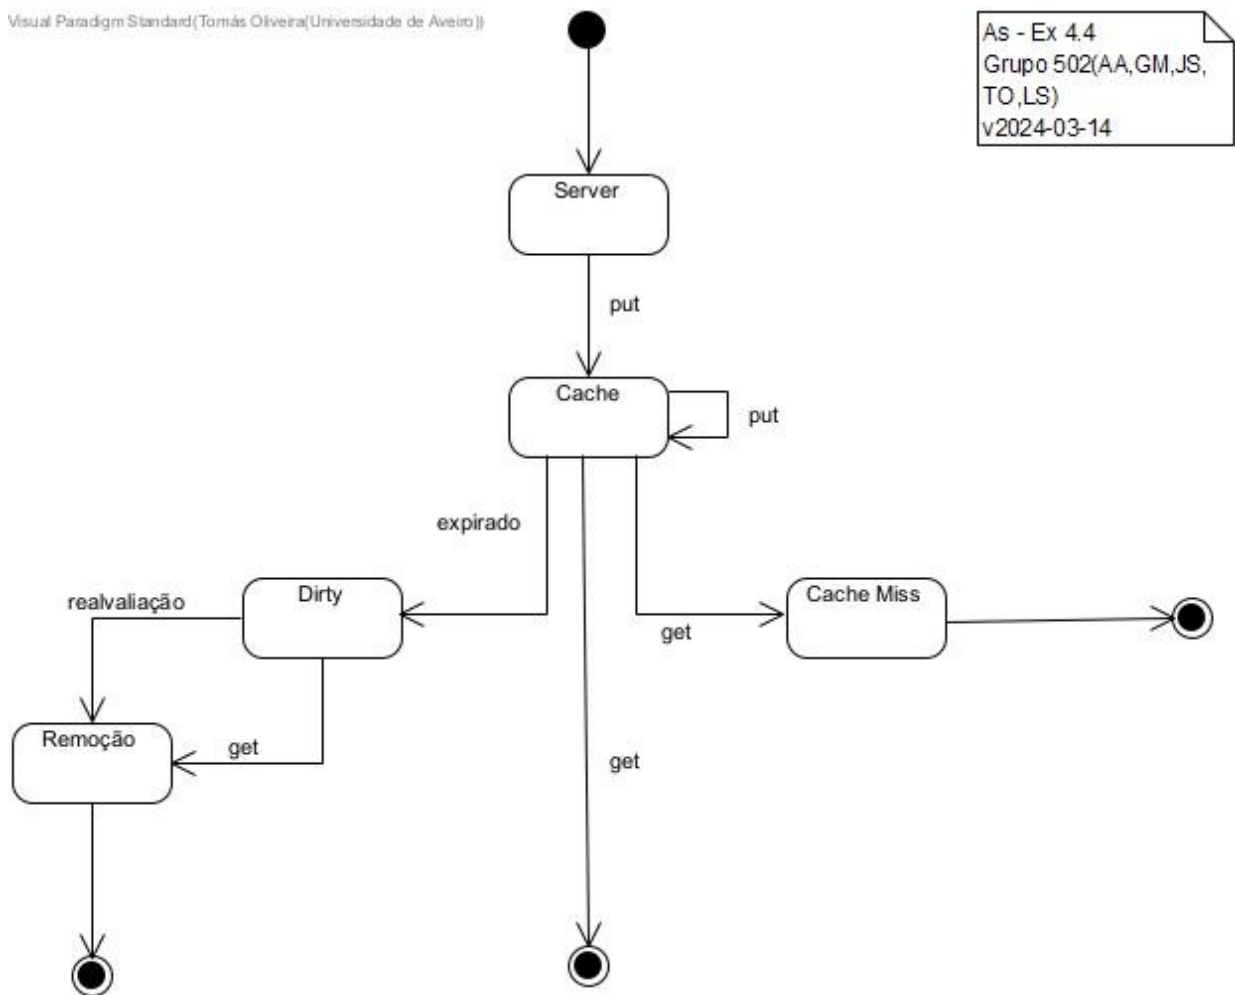 Visual Paradigm Standard(Tomás Oliveira(Universidade de Aveiro))
As - Ex 4.4
Grupo 502(AA,GM,JS,
TO,LS)
v2024-03-14
Server
put
Cache
put
expirado
Dirty
realvaliação
get
Cache Miss
Remoção
get
get